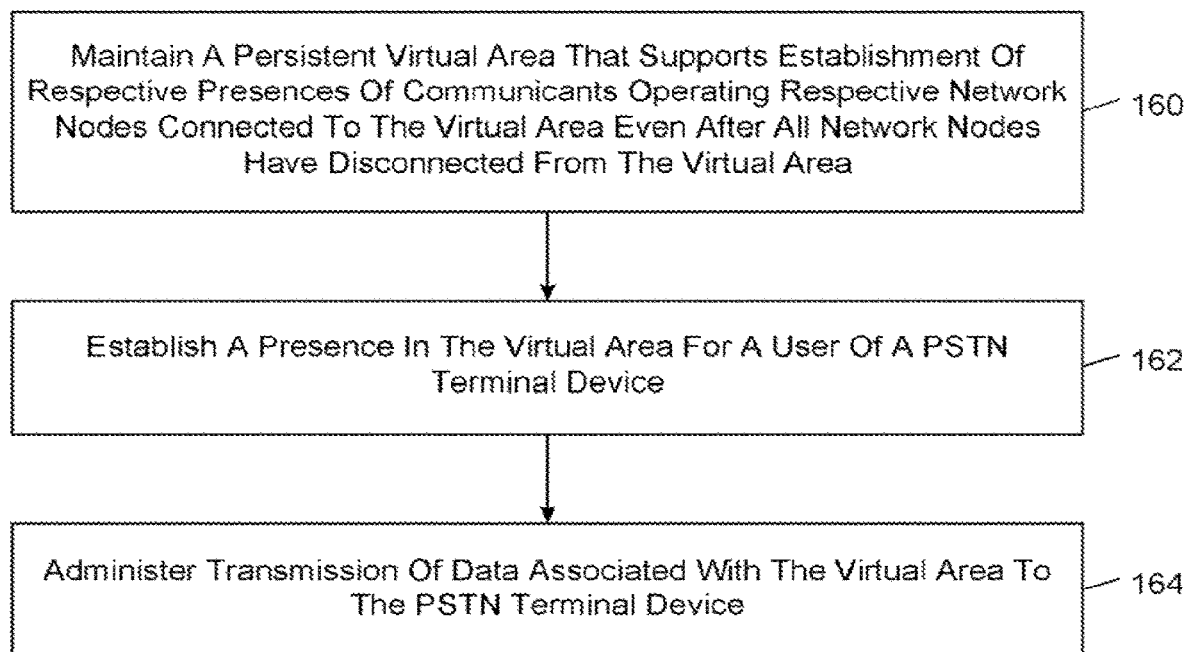 Maintain A Persistent Virtual Area That Supports Establishment Of
Respective Presences Of Communicants Operating Respective Network
Nodes Connected To The Virtual Area Even After All Network Nodes
Have Disconnected From The Virtual Area
160
Establish A Presence In The Virtual Area For A User Of A PSTN
Terminal Device
162
Administer Transmission Of Data Associated With The Virtual Area To
The PSTN Terminal Device
164